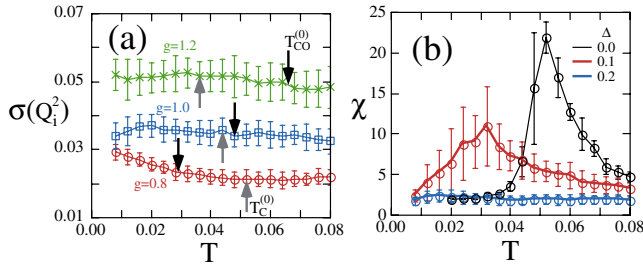 (a)
g=1.2
T_CO^(0)
0.07
0.05
0.03
0.01
σ(Q_i^2)
g=1.0
g=0.8
T_C^(0)
0.00
0.02
0.04
0.06
0.08
T
(b)
Δ
0.0
0.1
0.2
25
20
15
10
5
0
χ
0.00
0.02
0.04
0.06
0.08
T